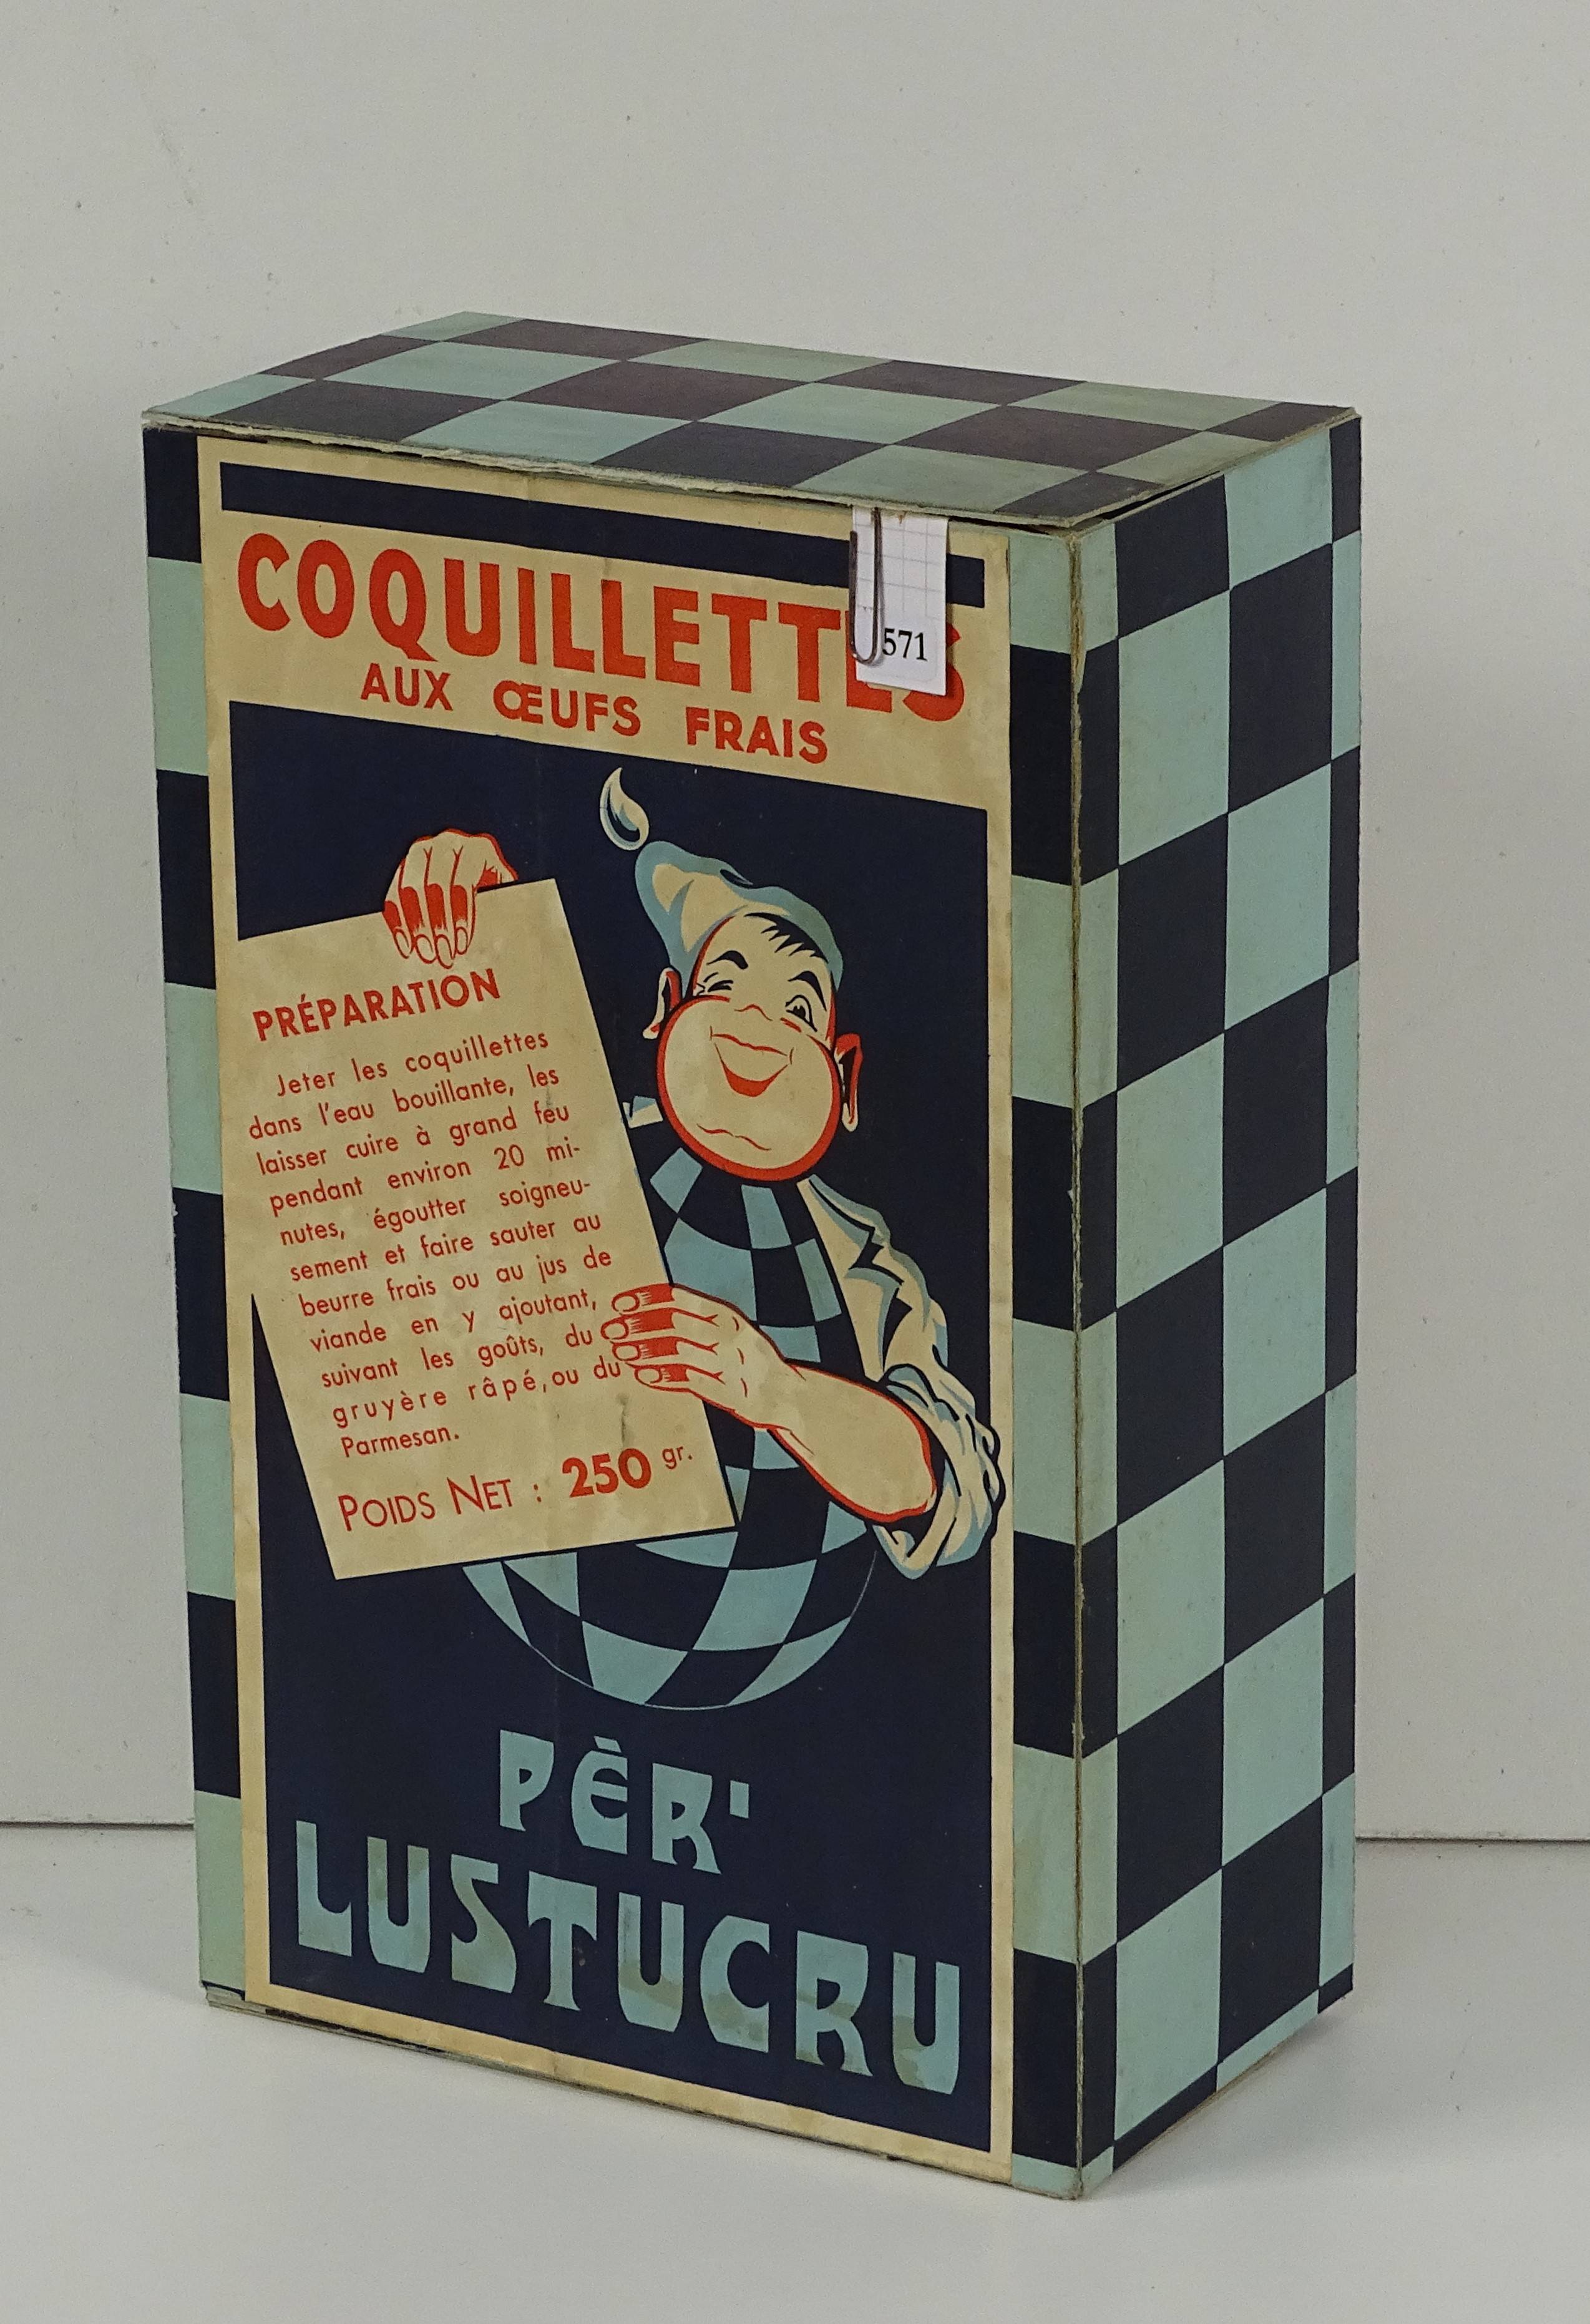 COQUILLETTES
571
AUX ŒUFS FRAIS
PRÉPARATION
Jeter les coquillettes
dans l'eau bouillante, les
laisser cuire à grand feu
pendant environ 20 mi-
nutes, égoutter soigneu-
sement et faire sauter au
beurre frais ou au jus de
viande en y ajoutant,
suivant les goûts, du
gruyère râpé, ou du
Parmesan.
POIDS NET : 250 gr.
PÈR'
LUSTUCRU